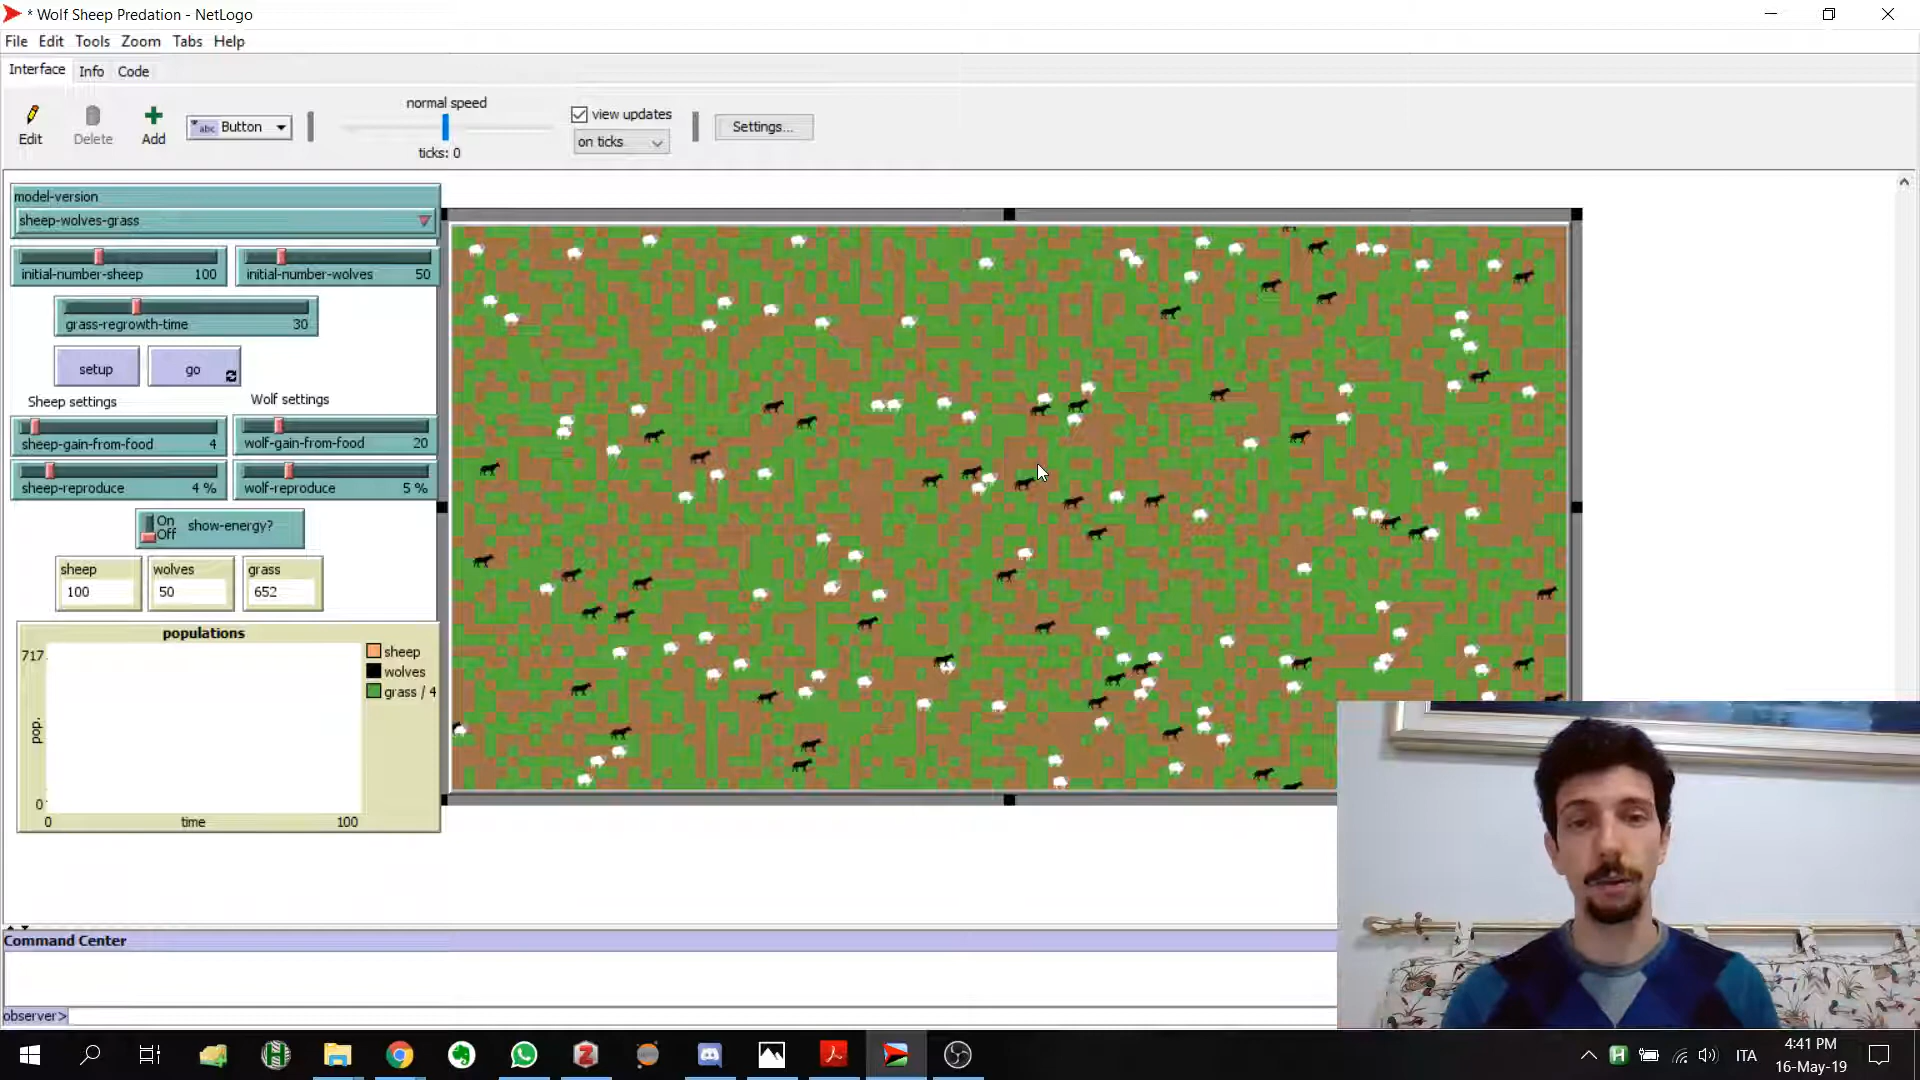 * Wolf Sheep Predation - NetLogo
File Edit Tools Zoom Tabs Help
Interface Info Code
Edit Delete Add abc Button
normal speed
ticks: 0
view updates
on ticks
Settings...
model-version
sheep-wolves-grass
initial-number-sheep 100
initial-number-wolves 50
grass-regrowth-time 30
setup go
Sheep settings
Wolf settings
sheep-gain-from-food 4
wolf-gain-from-food 20
sheep-reproduce 4 %
wolf-reproduce 5 %
On
Off
show-energy?
sheep
100
wolves
50
grass
652
populations
717
pop.
0
0 time 100
sheep
wolves
grass / 4
Command Center
observer>
ITA
4:41 PM
16-May-19